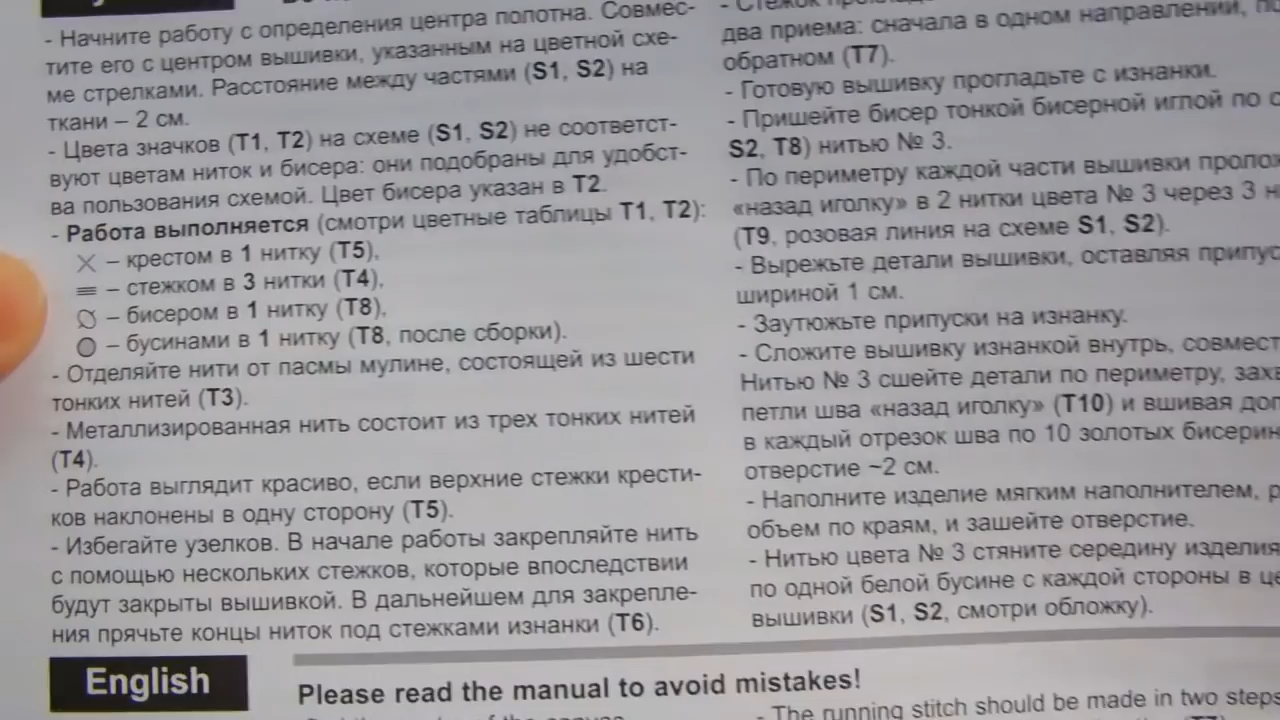 - Начните работу с определения центра полотна. Совмес-
тите его с центром вышивки, указанным на цветной схе-
ме стрелками. Расстояние между частями (S1, S2) на
ткани – 2 см.
- Цвета значков (T1, T2) на схеме (S1, S2) не соответст-
вуют цветам ниток и бисера: они подобраны для удобст-
ва пользования схемой. Цвет бисера указан в T2.
- Работа выполняется (смотри цветные таблицы T1, T2):
– крестом в 1 нитку (T5),
– стежком в 3 нитки (T4),
– бисером в 1 нитку (T8),
– бусинами в 1 нитку (T8, после сборки).
- Отделяйте нити от пасмы мулине, состоящей из шести
тонких нитей (T3).
- Металлизированная нить состоит из трех тонких нитей
(T4).
- Работа выглядит красиво, если верхние стежки крести-
ков наклонены в одну сторону (T5).
- Избегайте узелков. В начале работы закрепляйте нить
с помощью нескольких стежков, которые впоследствии
будут закрыты вышивкой. В дальнейшем для закрепле-
ния прячьте концы ниток под стежками изнанки (T6).
- Стежок
два приема: сначала в одном направлении,
обратном (T7).
- Готовую вышивку прогладьте с изнанки.
- Пришейте бисер тонкой бисерной иглой по
S2, T8) нитью № 3.
- По периметру каждой части вышивки
«назад иголку» в 2 нитки цвета № 3 через 3
(T9, розовая линия на схеме S1, S2).
- Вырежьте детали вышивки, оставляя
шириной 1 см.
- Заутюжьте припуски на изнанку.
- Сложите вышивку изнанкой внутрь,
Нитью № 3 сшейте детали по периметру,
петли шва «назад иголку» (T10) и вшивая
в каждый отрезок шва по 10 золотых
отверстие ~2 см.
- Наполните изделие мягким наполнителем,
объем по краям, и зашейте отверстие.
- Нитью цвета № 3 стяните середину изделия
по одной белой бусине с каждой стороны в
вышивки (S1, S2, смотри обложку).
English
Please read the manual to avoid mistakes!
- The running stitch should be made in two steps